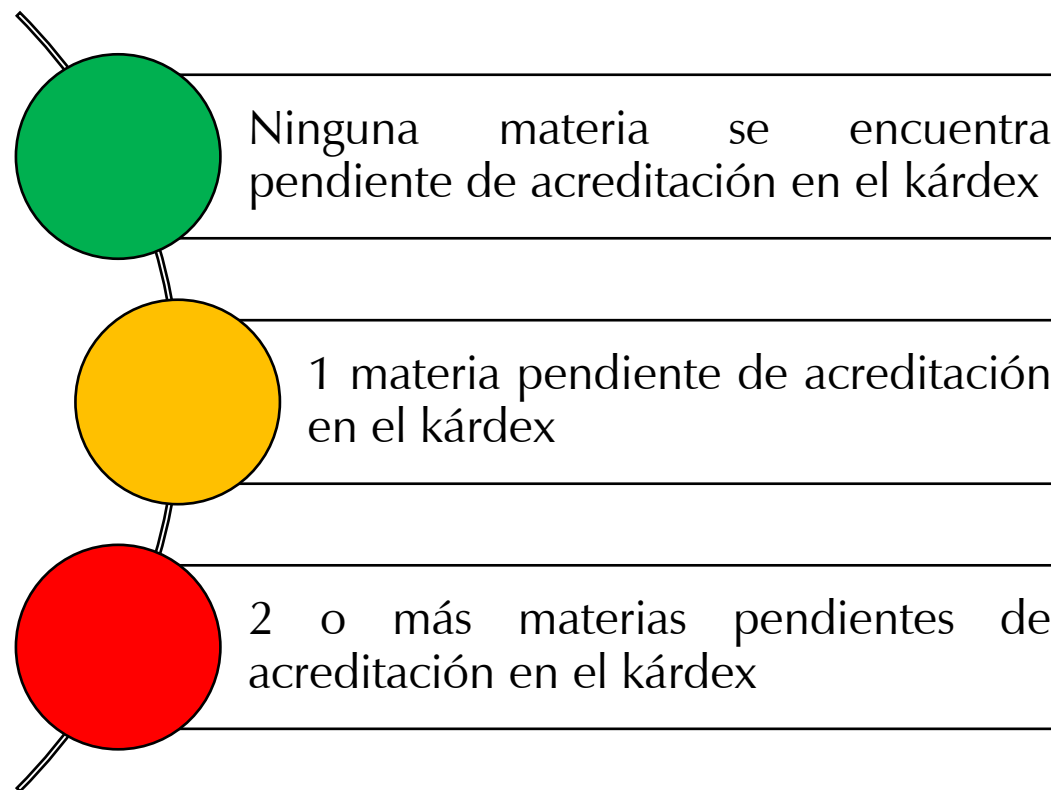 Ninguna materia se encuentra
pendiente de acreditación en el kárdex
1 materia pendiente de acreditación
en el kárdex
2 o más materias pendientes de
acreditación en el kárdex